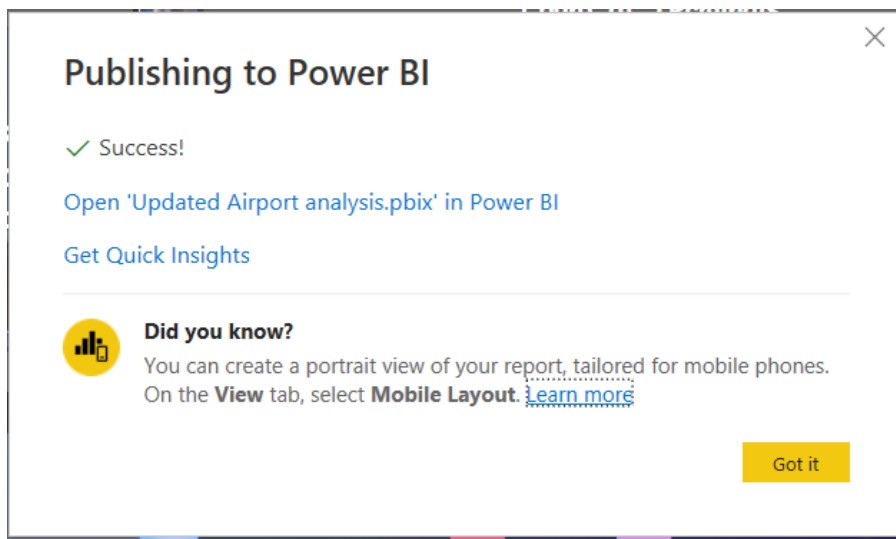 Publishing to Power BI
Success!
Open 'Updated Airport analysis.pbix' in Power BI
Get Quick Insights
Did you know?
You can create a portrait view of your report, tailored for mobile phones.
On the View tab, select Mobile Layout. Learn more
Got it